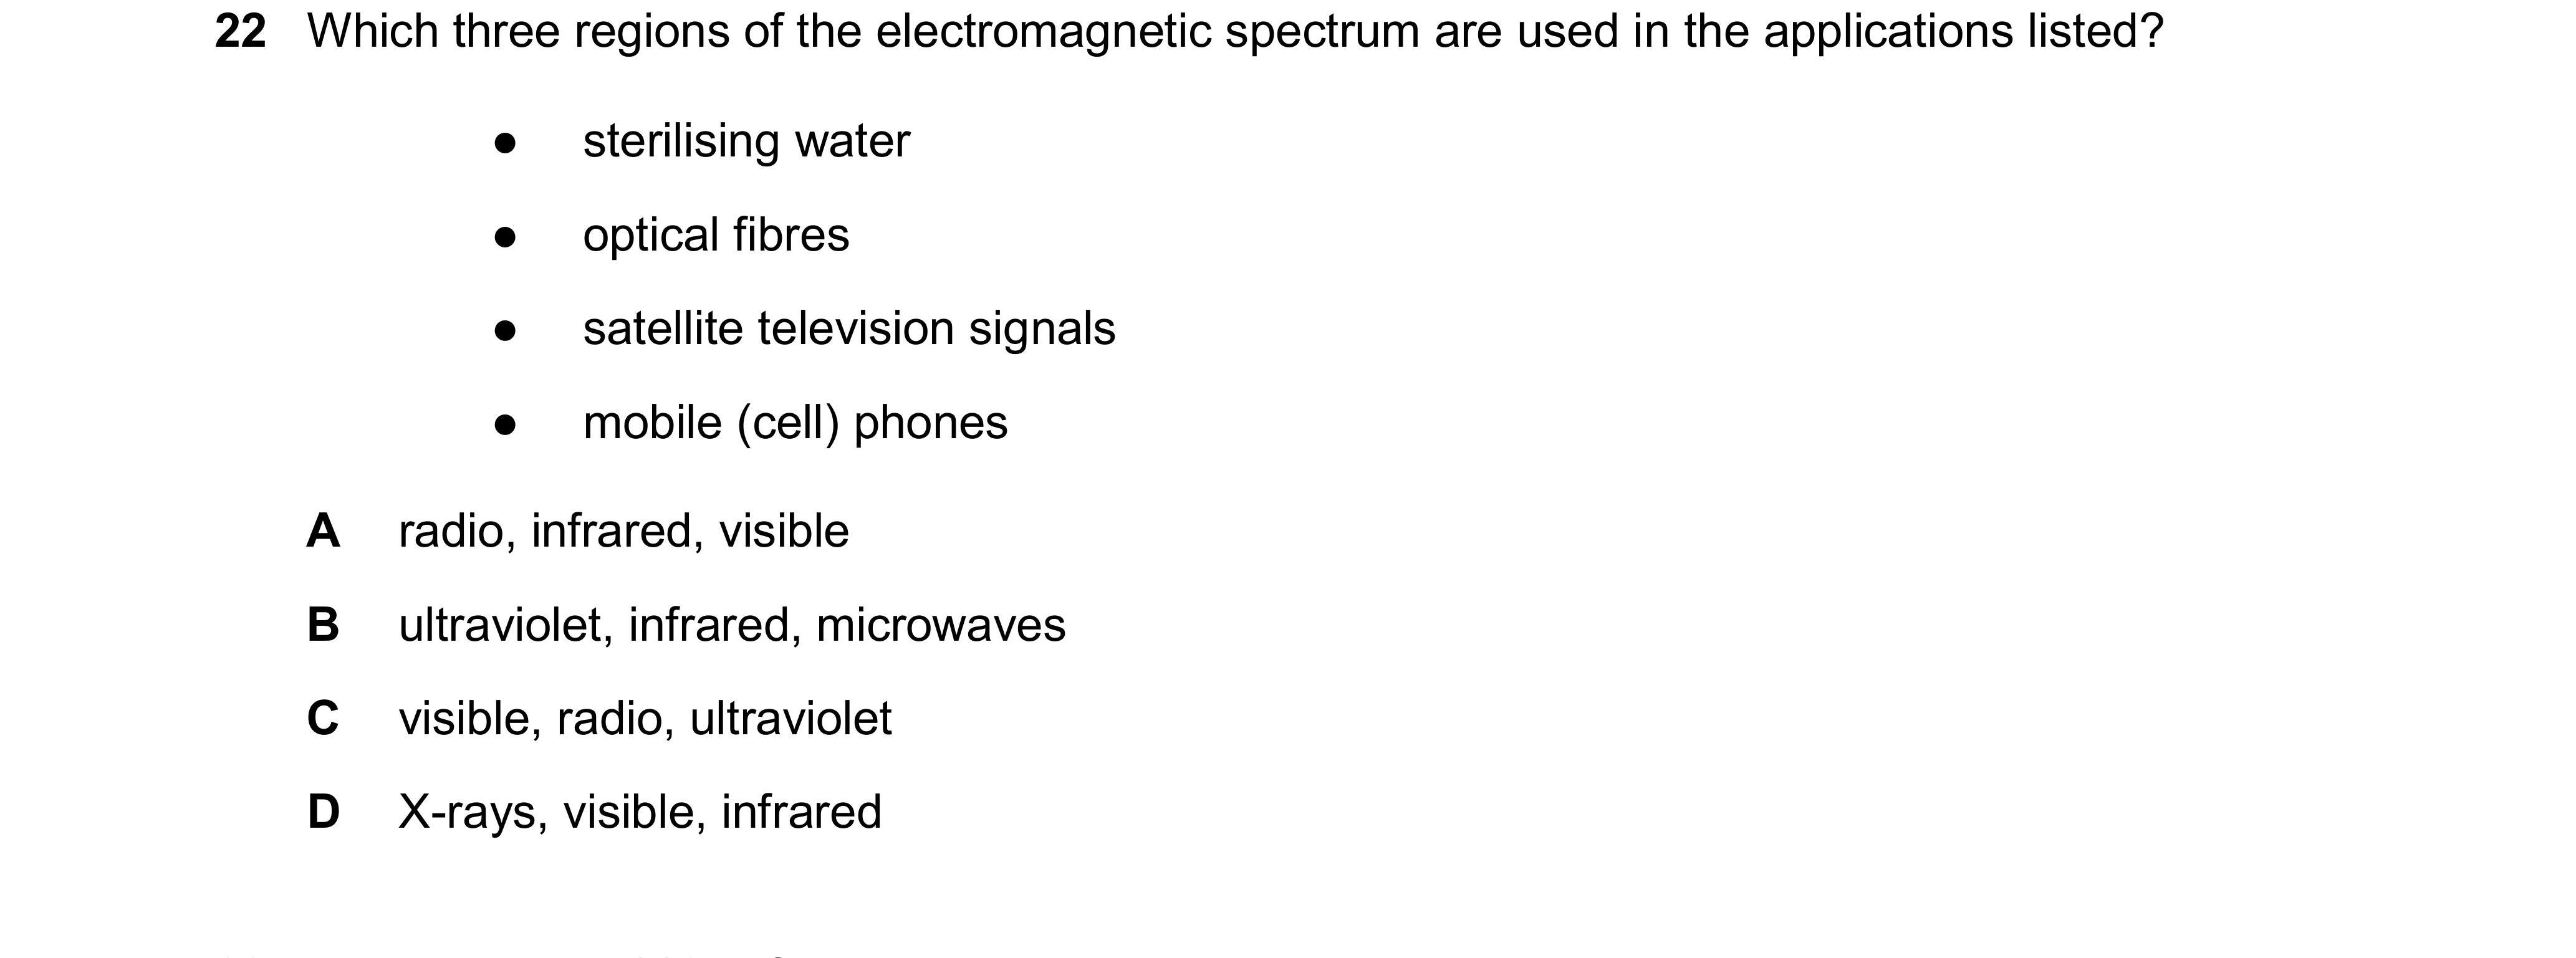 22 Which three regions of the electromagnetic spectrum are used in the applications listed?
● sterilising water
● optical fibres
● satellite television signals
● mobile (cell) phones
A radio, infrared, visible
B ultraviolet, infrared, microwaves
C visible, radio, ultraviolet
D X-rays, visible, infrared